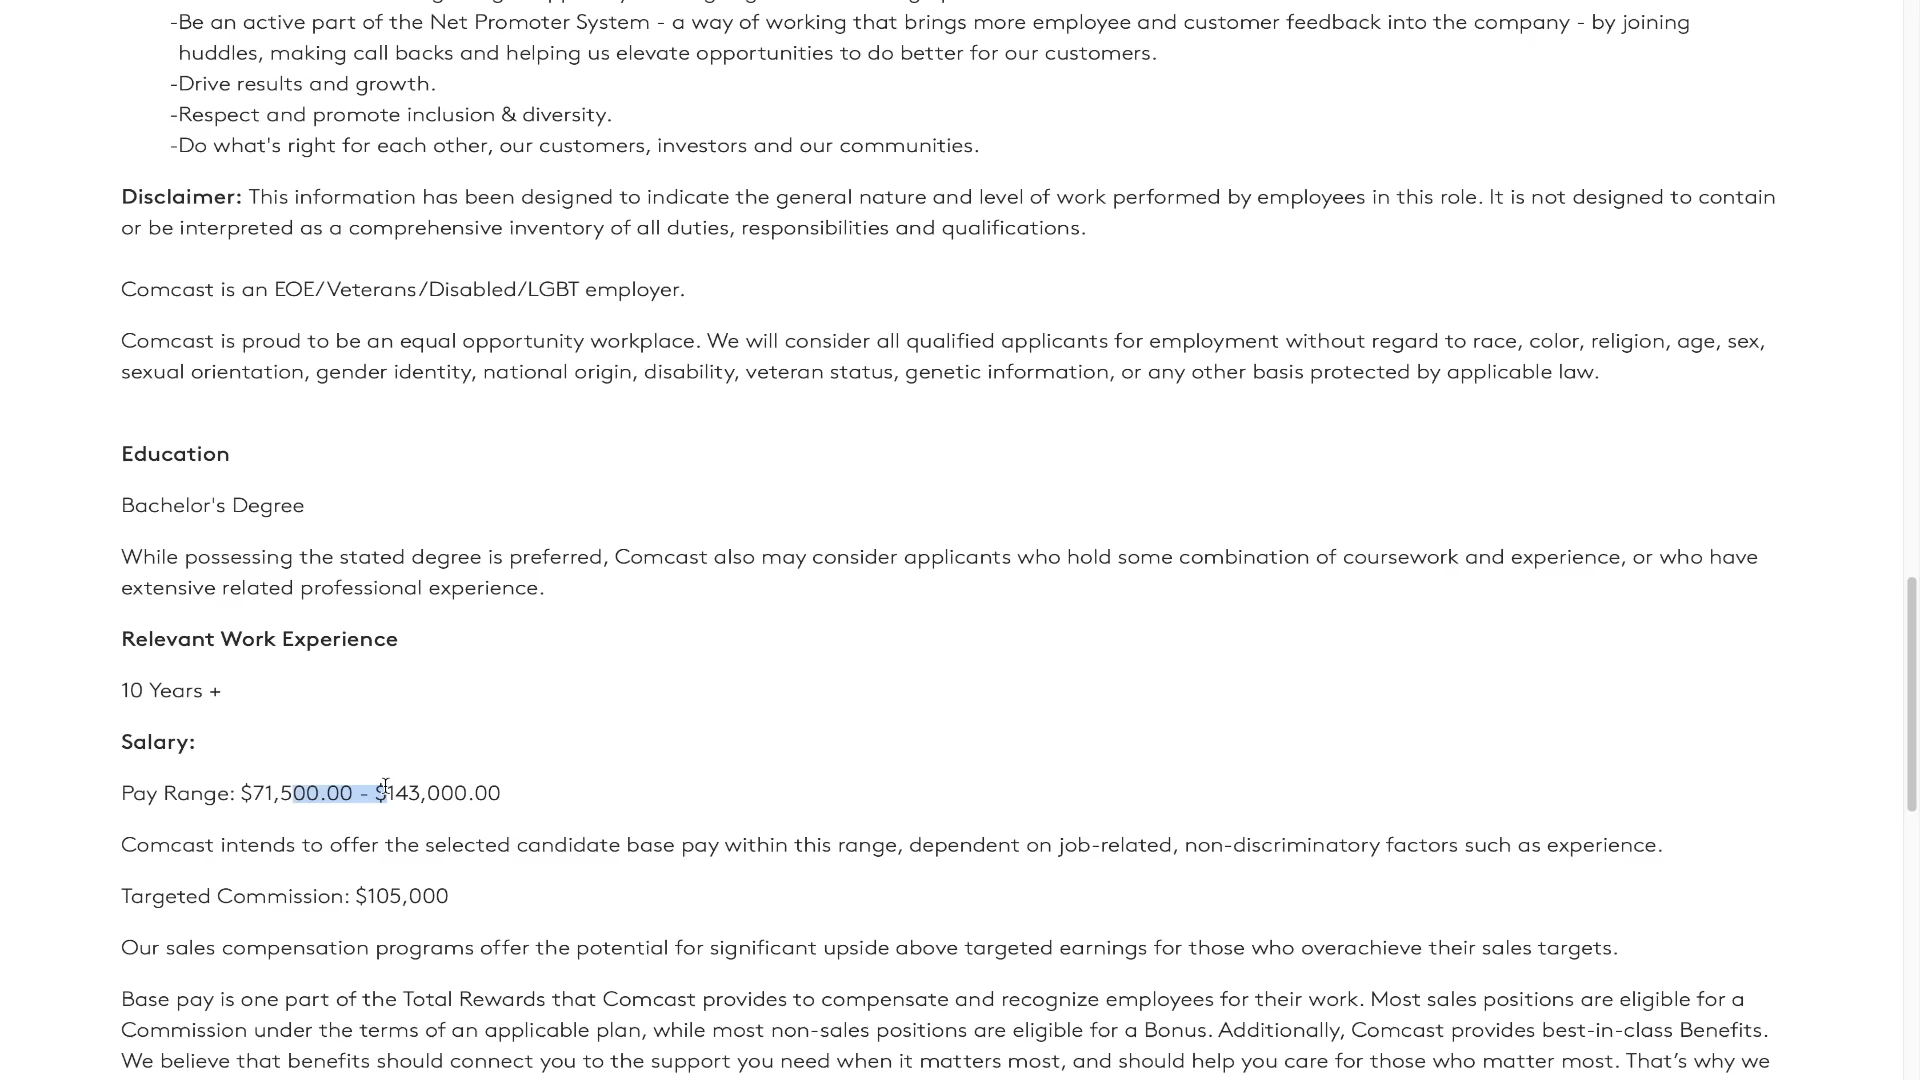 -Be an active part of the Net Promoter System - a way of working that brings more employee and customer feedback into the company - by joining
huddles, making call backs and helping us elevate opportunities to do better for our customers.
-Drive results and growth.
-Respect and promote inclusion & diversity.
-Do what's right for each other, our customers, investors and our communities.
Disclaimer: This information has been designed to indicate the general nature and level of work performed by employees in this role. It is not designed to contain
or be interpreted as a comprehensive inventory of all duties, responsibilities and qualifications.
Comcast is an EOE/Veterans/Disabled/LGBT employer.
Comcast is proud to be an equal opportunity workplace. We will consider all qualified applicants for employment without regard to race, color, religion, age, sex,
sexual orientation, gender identity, national origin, disability, veteran status, genetic information, or any other basis protected by applicable law.
Education
Bachelor's Degree
While possessing the stated degree is preferred, Comcast also may consider applicants who hold some combination of coursework and experience, or who have
extensive related professional experience.
Relevant Work Experience
10 Years +
Salary:
Pay Range: $71,500.00 - $143,000.00
Comcast intends to offer the selected candidate base pay within this range, dependent on job-related, non-discriminatory factors such as experience.
Targeted Commission: $105,000
Our sales compensation programs offer the potential for significant upside above targeted earnings for those who overachieve their sales targets.
Base pay is one part of the Total Rewards that Comcast provides to compensate and recognize employees for their work. Most sales positions are eligible for a
Commission under the terms of an applicable plan, while most non-sales positions are eligible for a Bonus. Additionally, Comcast provides best-in-class Benefits.
We believe that benefits should connect you to the support you need when it matters most, and should help you care for those who matter most. That’s why we